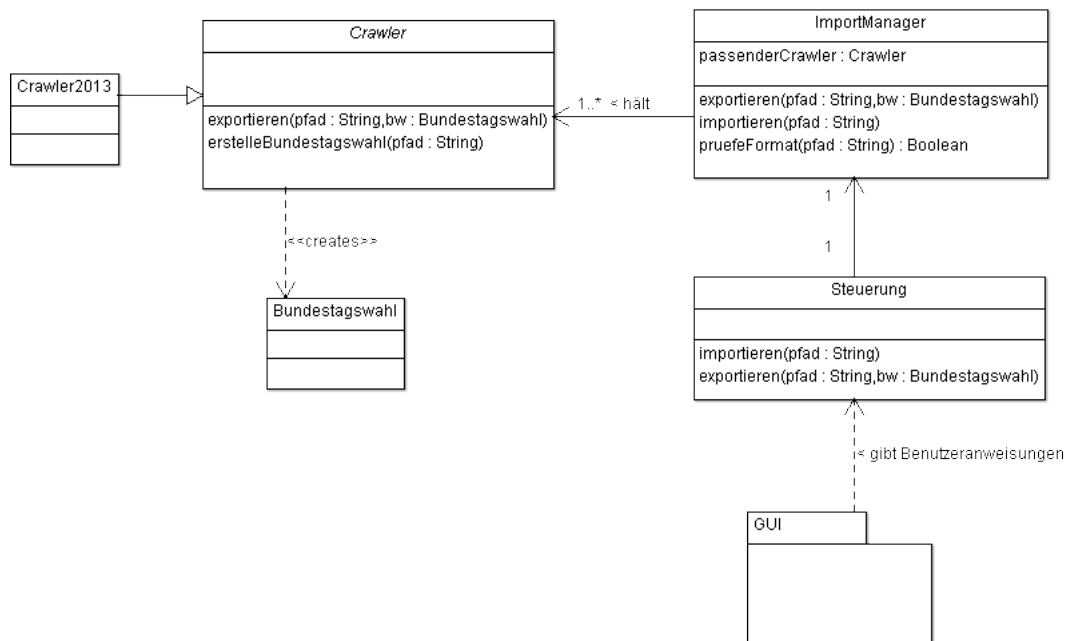 Crawler
ImportManager
passenderCrawler : Crawler
Crawler2013
1..* < hält
exportieren(pfad : String,bw : Bundestagswahl)
erstelleBundestagswahl(pfad : String)
exportieren(pfad : String,bw : Bundestagswahl)
importieren(pfad : String)
pruefeFormat(pfad : String) : Boolean
1
<<creates>>
1
Bundestagswahl
Steuerung
importieren(pfad : String)
exportieren(pfad : String,bw : Bundestagswahl)
< gibt Benutzeranweisungen
GUI